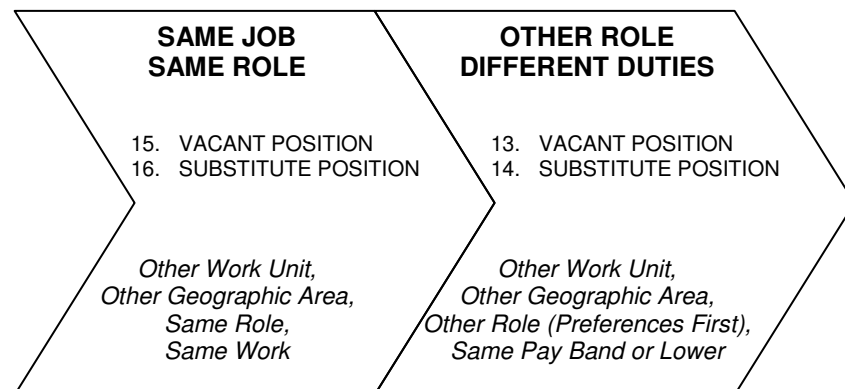 SAME JOB
SAME ROLE
15. VACANT POSITION
16. SUBSTITUTE POSITION
Other Work Unit,
Other Geographic Area,
Same Role,
Same Work
OTHER ROLE
DIFFERENT DUTIES
13. VACANT POSITION
14. SUBSTITUTE POSITION
Other Work Unit,
Other Geographic Area,
Other Role (Preferences First),
Same Pay Band or Lower